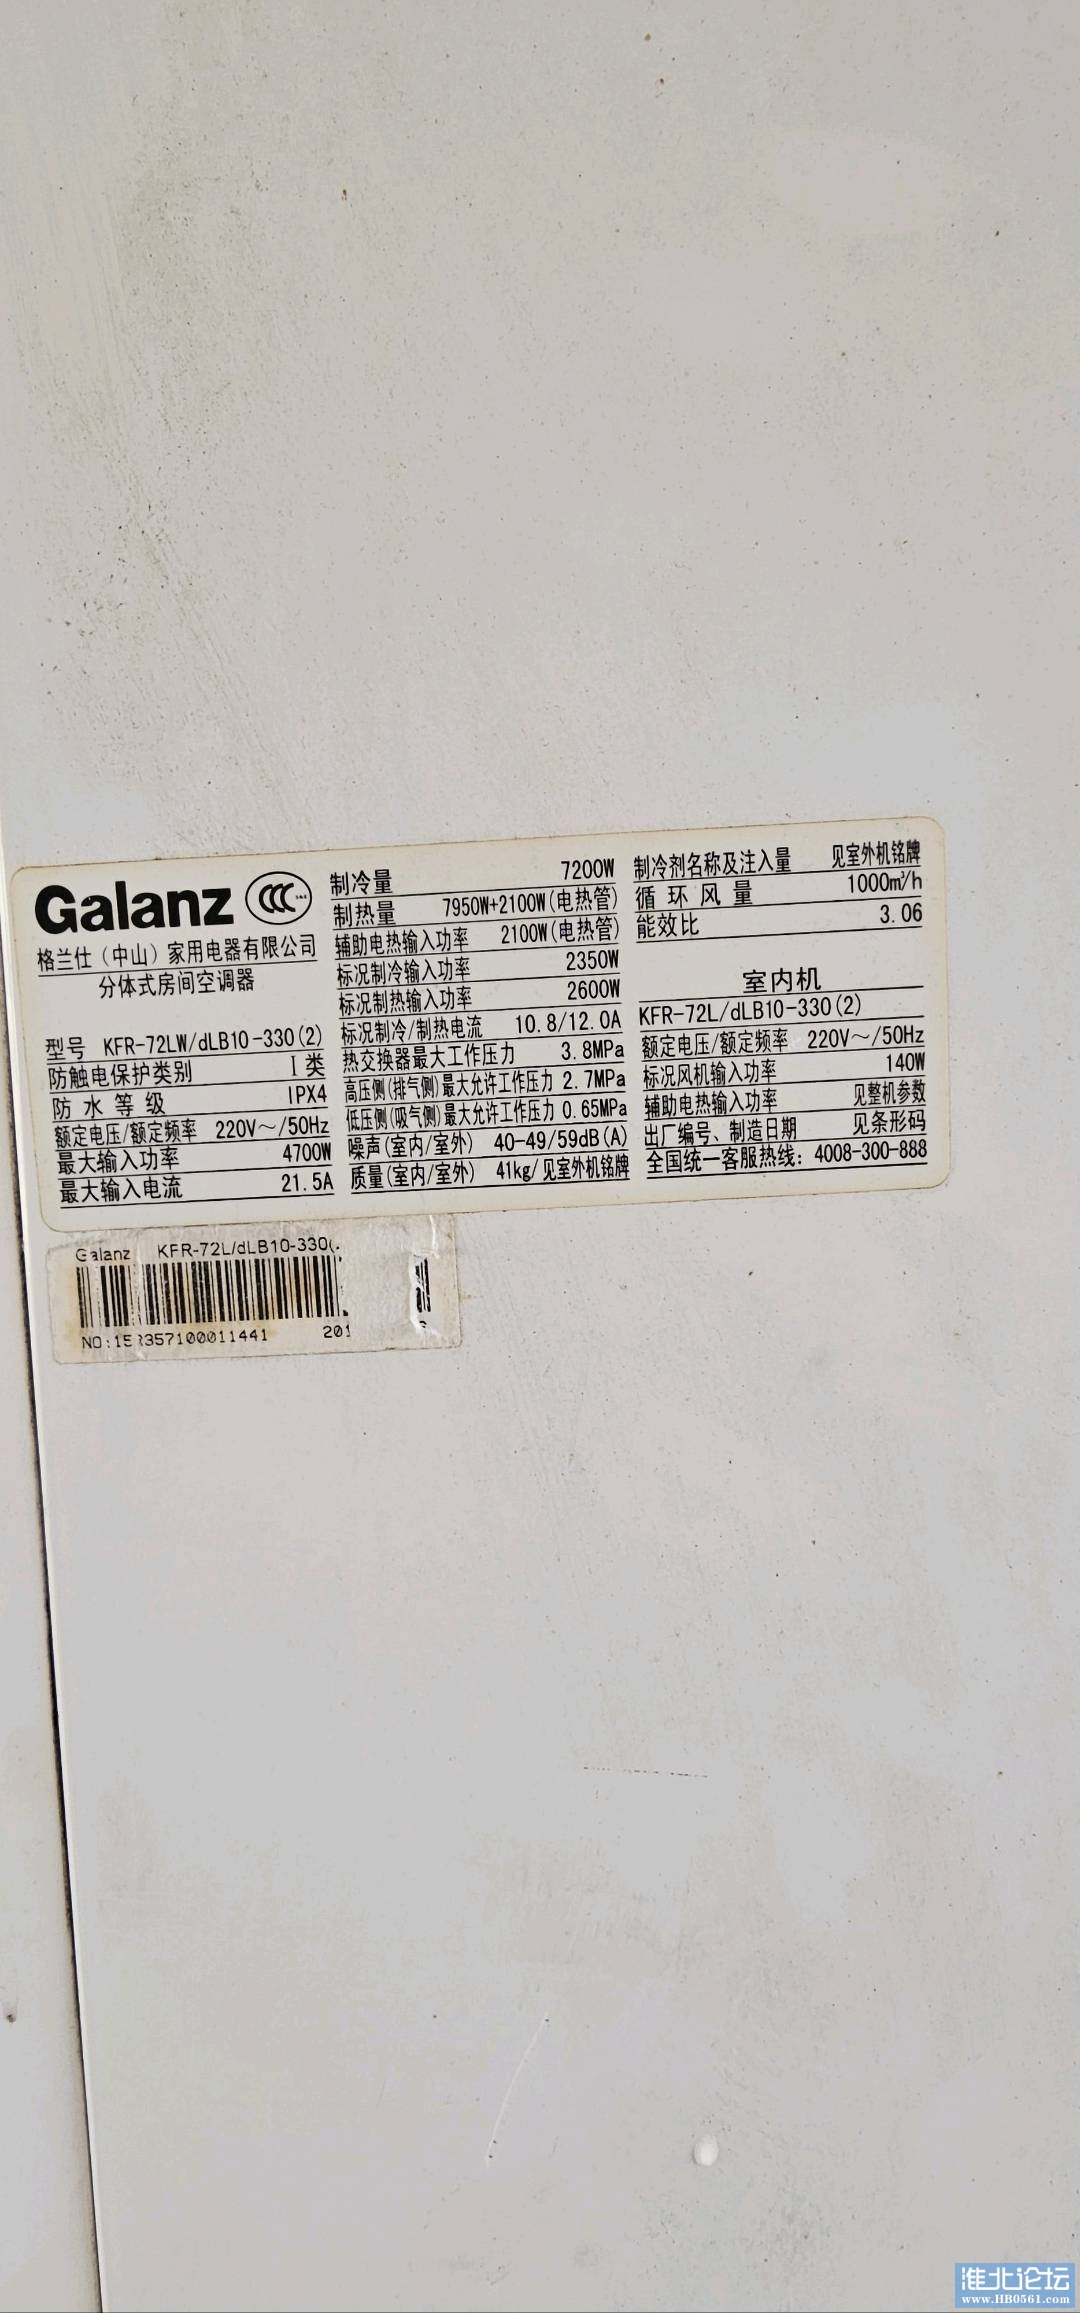 Galanz
格兰仕（中山）家用电器有限公司
分体式房间空调器
型号 KFR-72LW/dLB10-330(2)
防触电保护类别 I类
防水等级 IPX4
额定电压/额定频率 220V～/50Hz
最大输入功率 4700W
最大输入电流 21.5A
制冷量 7200W
制热量 7950W+2100W(电热管)
辅助电热输入功率 2100W(电热管)
标况制冷输入功率 2350W
标况制热输入功率 2600W
标况制冷/制热电流 10.8/12.0A
热交换器最大工作压力 3.8MPa
高压侧(排气侧)最大允许工作压力 2.7MPa
低压侧(吸气侧)最大允许工作压力 0.65MPa
噪声(室内/室外) 40-49/59dB(A)
质量(室内/室外) 41kg/见室外机铭牌
制冷剂名称及注入量 见室外机铭牌
循环风量 1000m³/h
能效比 3.06
室内机
KFR-72L/dLB10-330(2)
额定电压/额定频率 220V～/50Hz
标况风机输入功率 140W
辅助电热输入功率 见整机参数
出厂编号、制造日期 见条形码
全国统一客服热线：4008-300-888
Galanz KFR-72L/dLB10-330(
淮北论坛
www.HB0561.com